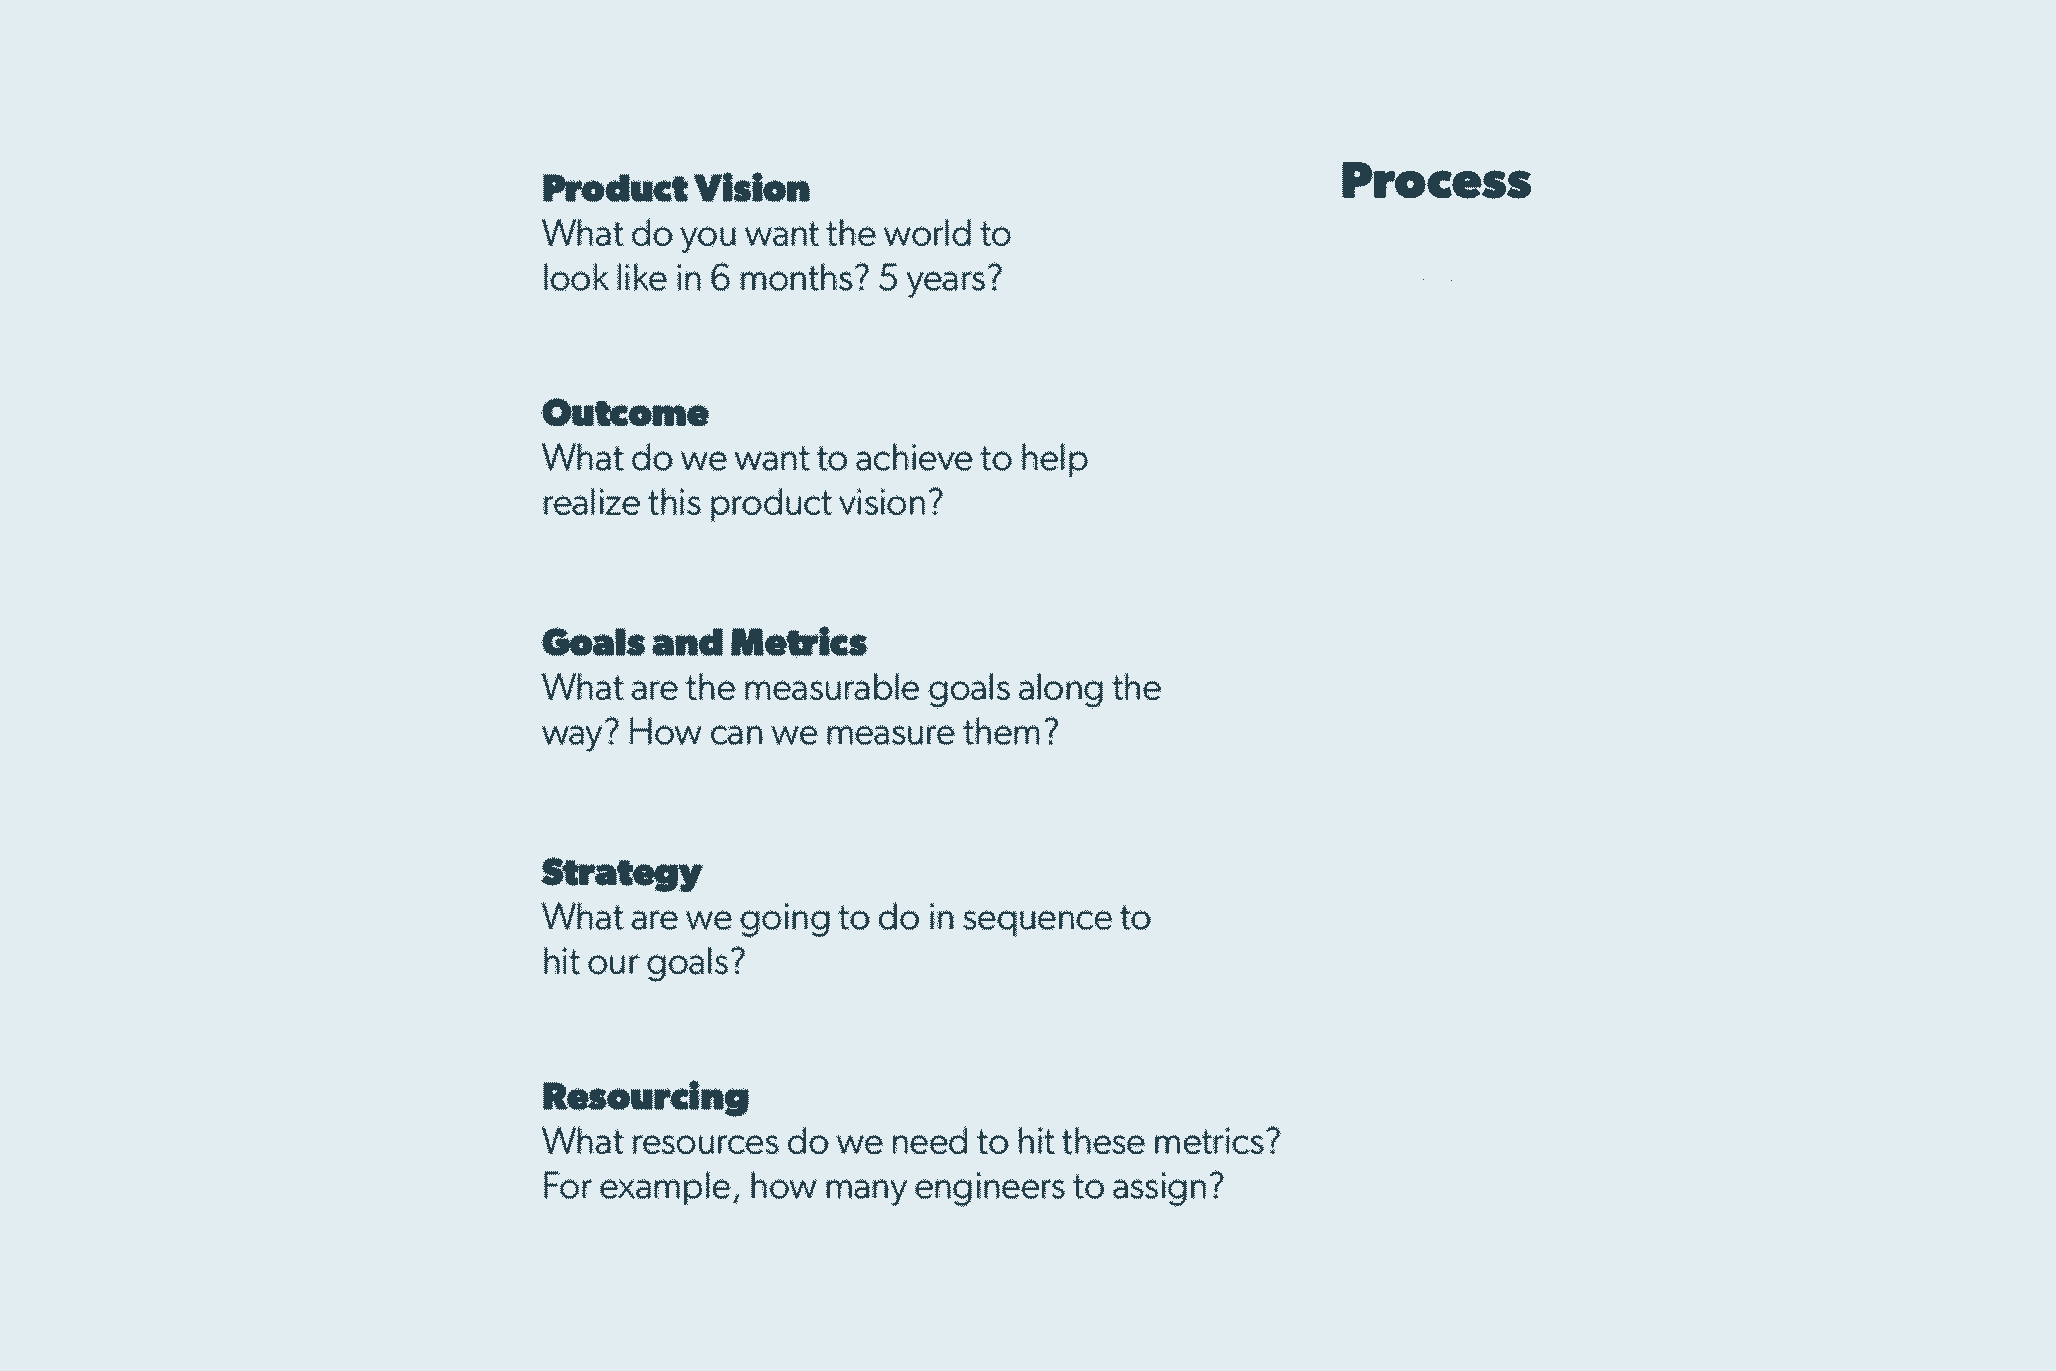 Process
Product Vision
What do you want the world to
look like in 6 months? 5 years?
Outcome
What do we want to achieve to help
realize this product vision?
Goals and Metrics
What are the measurable goals along the
way? How can we measure them?
Strategy
What are we going to do in sequence to
hit our goals?
Resourcing
What resources do we need to hit these metrics?
For example, how many engineers to assign?